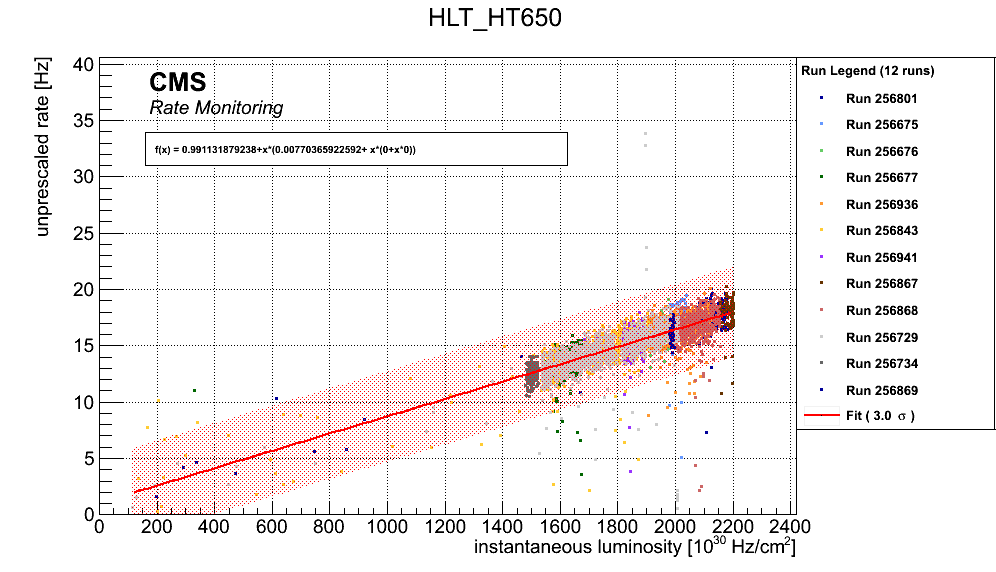 HLT_HT650
unprescaled rate [Hz]
40
35
30
25
20
15
10
5
0
CMS
Rate Monitoring
f(x) = 0.991131879238+x*(0.00770365922592+ x*(0+x*0))
0 200 400 600 800 1000 1200 1400 1600 1800 2000 2200 2400
instantaneous luminosity [10³⁰ Hz/cm²]
Run Legend (12 runs)
Run 256801
Run 256675
Run 256676
Run 256677
Run 256936
Run 256843
Run 256941
Run 256867
Run 256868
Run 256729
Run 256734
Run 256869
Fit ( 3.0 σ )